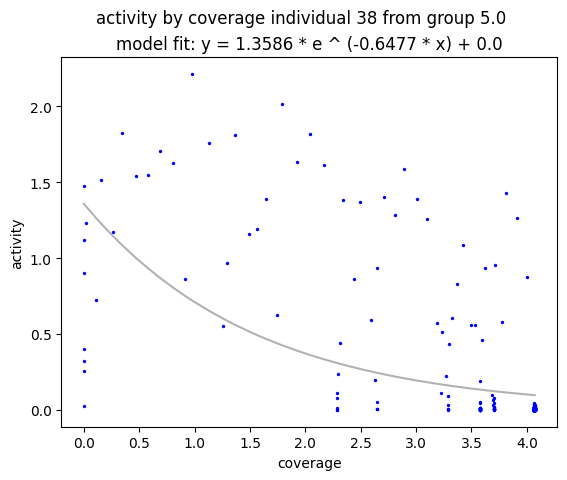 activity by coverage individual 38 from group 5.0
model fit: y = 1.3586 * e ^ (-0.6477 * x) + 0.0
activity
2.0
1.5
1.0
0.5
0.0
0.0 0.5 1.0 1.5 2.0 2.5 3.0 3.5 4.0
coverage